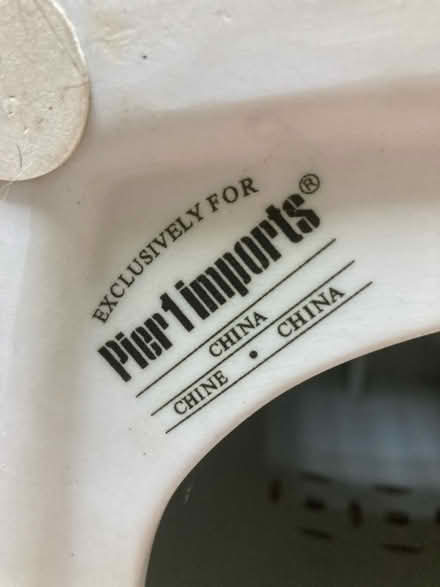 EXCLUSIVELY FOR
Pier 1 imports®
CHINA
CHINE • CHINA